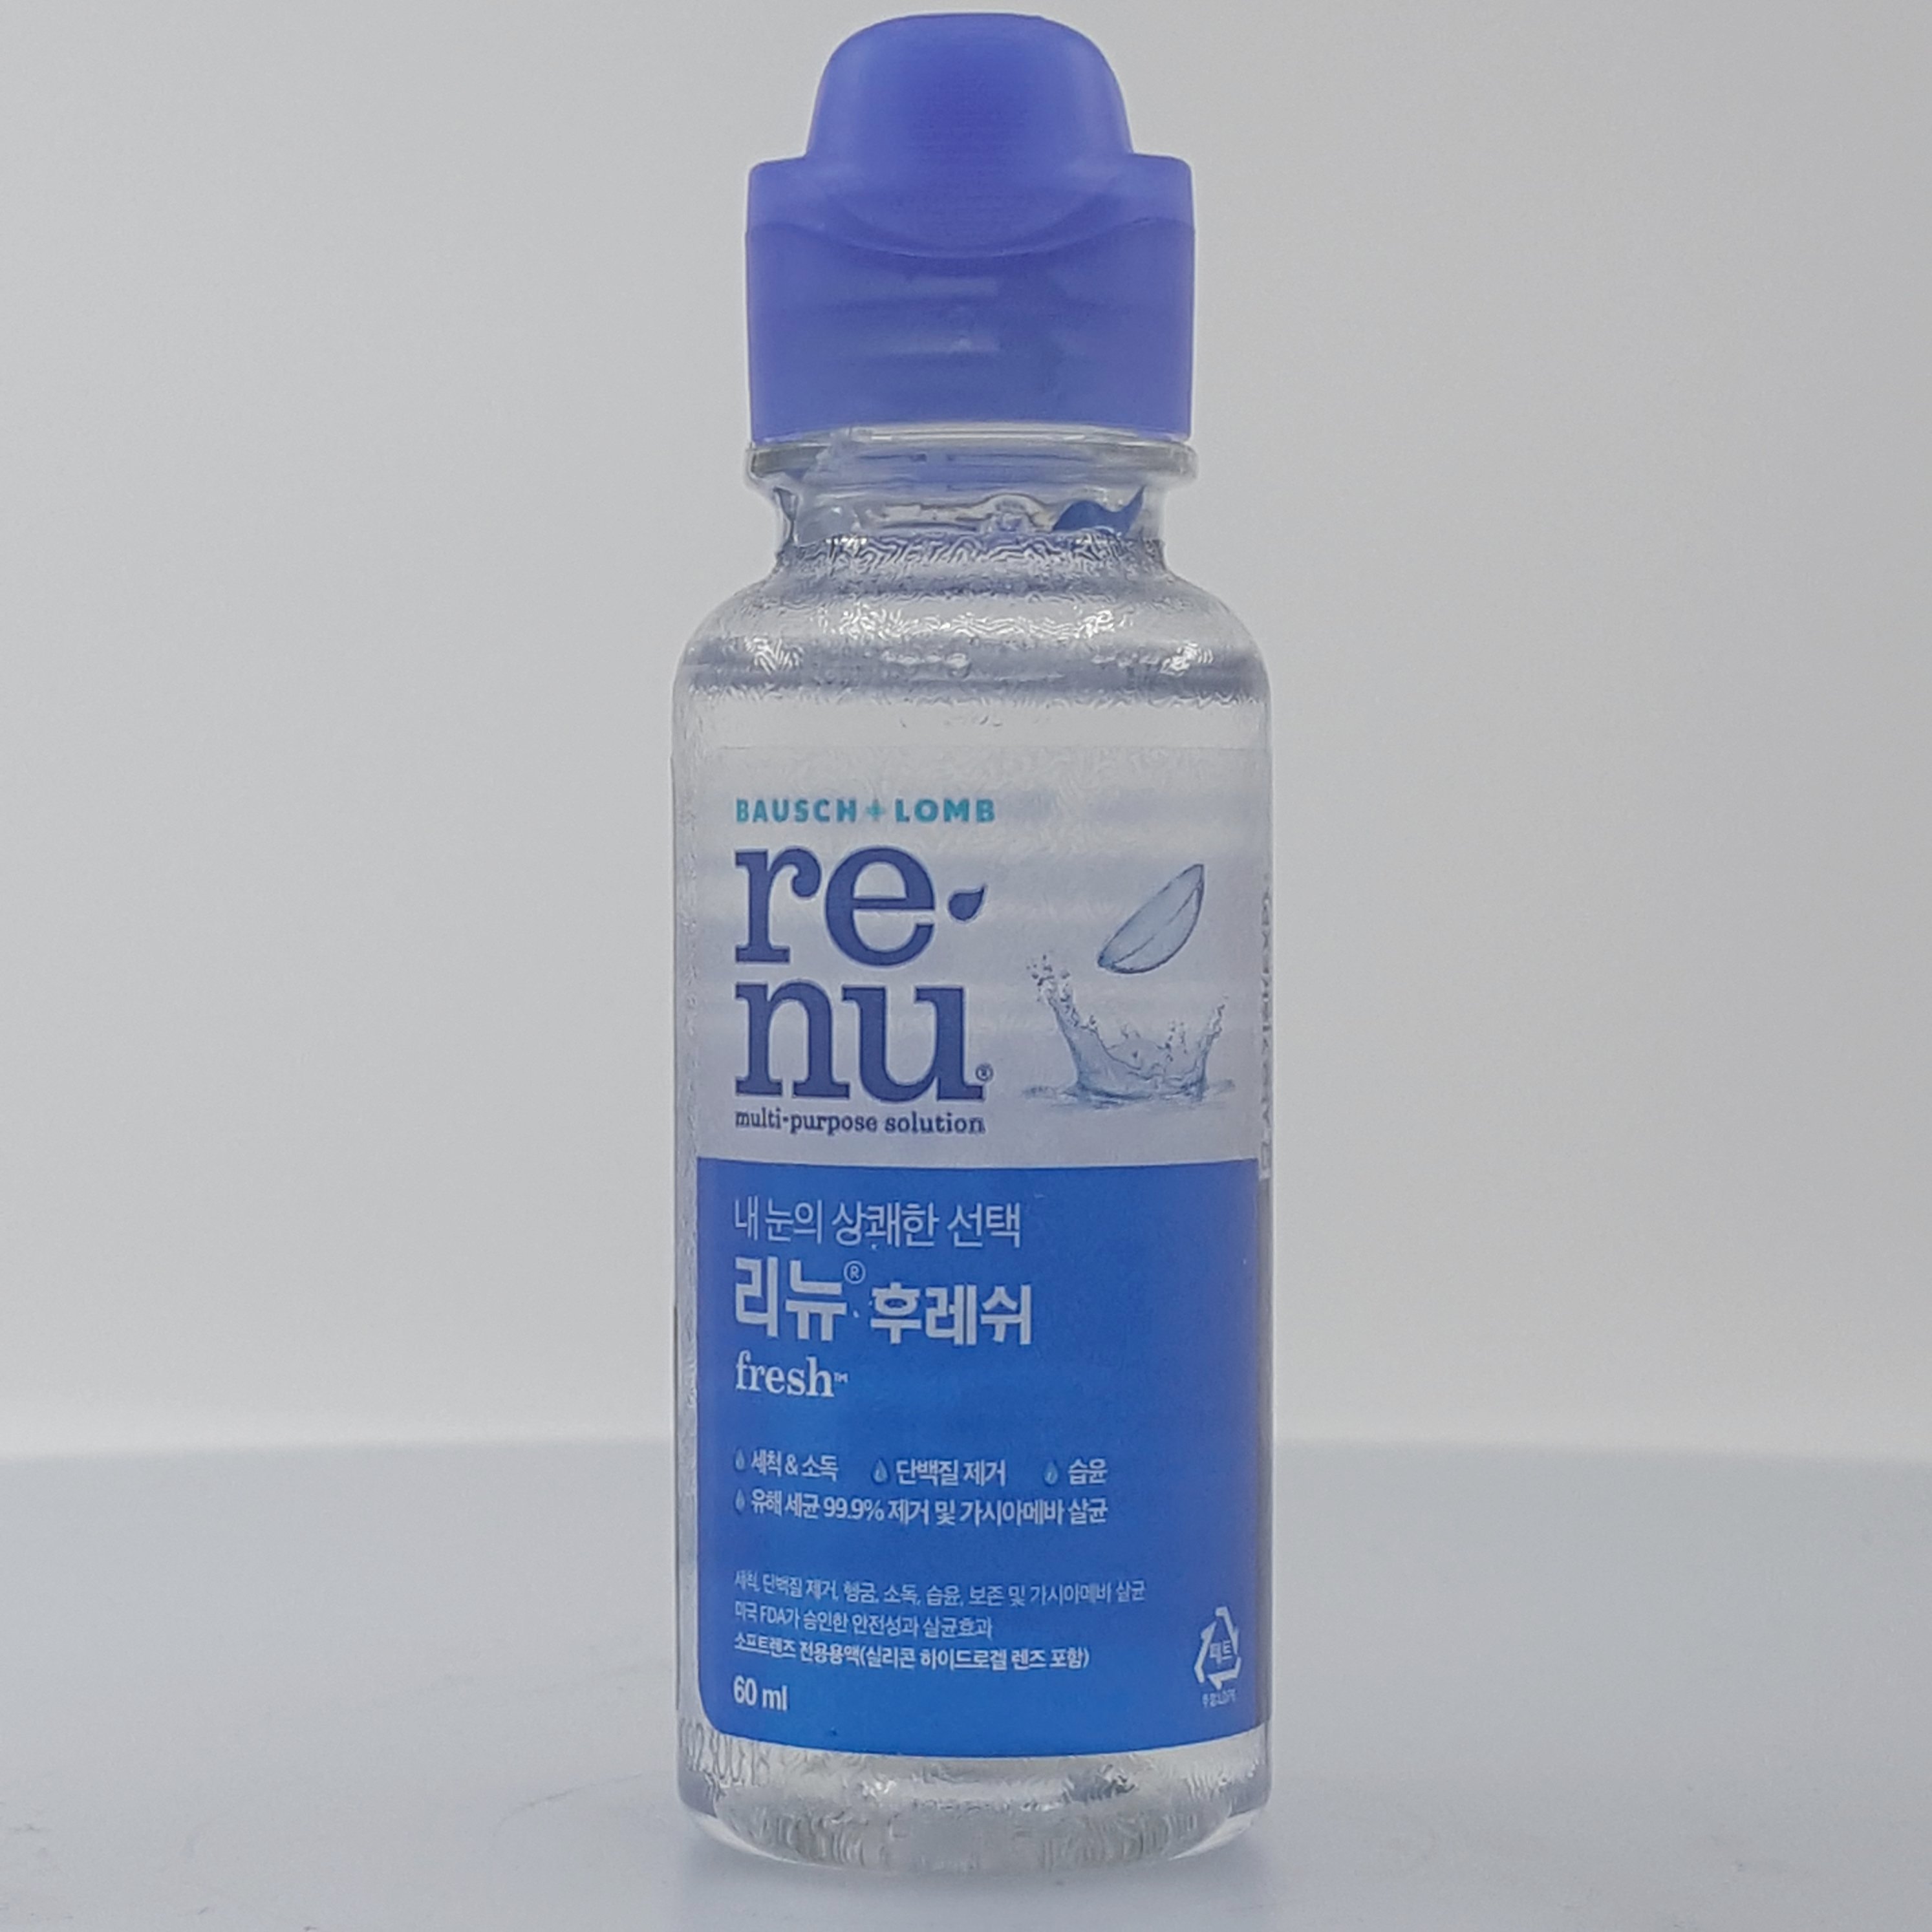 BAUSCH + LOMB
re
nu®
multi-purpose solution
내 눈의 상쾌한 선택
리뉴® 후레쉬
fresh™
세척 & 소독 단백질 제거 습윤
유해 세균 99.9% 제거 및 가시아메바 살균
세척, 단백질 제거, 헹굼, 소독, 습윤, 보존 및 가시아메바 살균
미국 FDA가 승인한 안전성과 살균효과
소프트렌즈 전용용액(실리콘 하이드로겔 렌즈 포함)
60 ml
페트